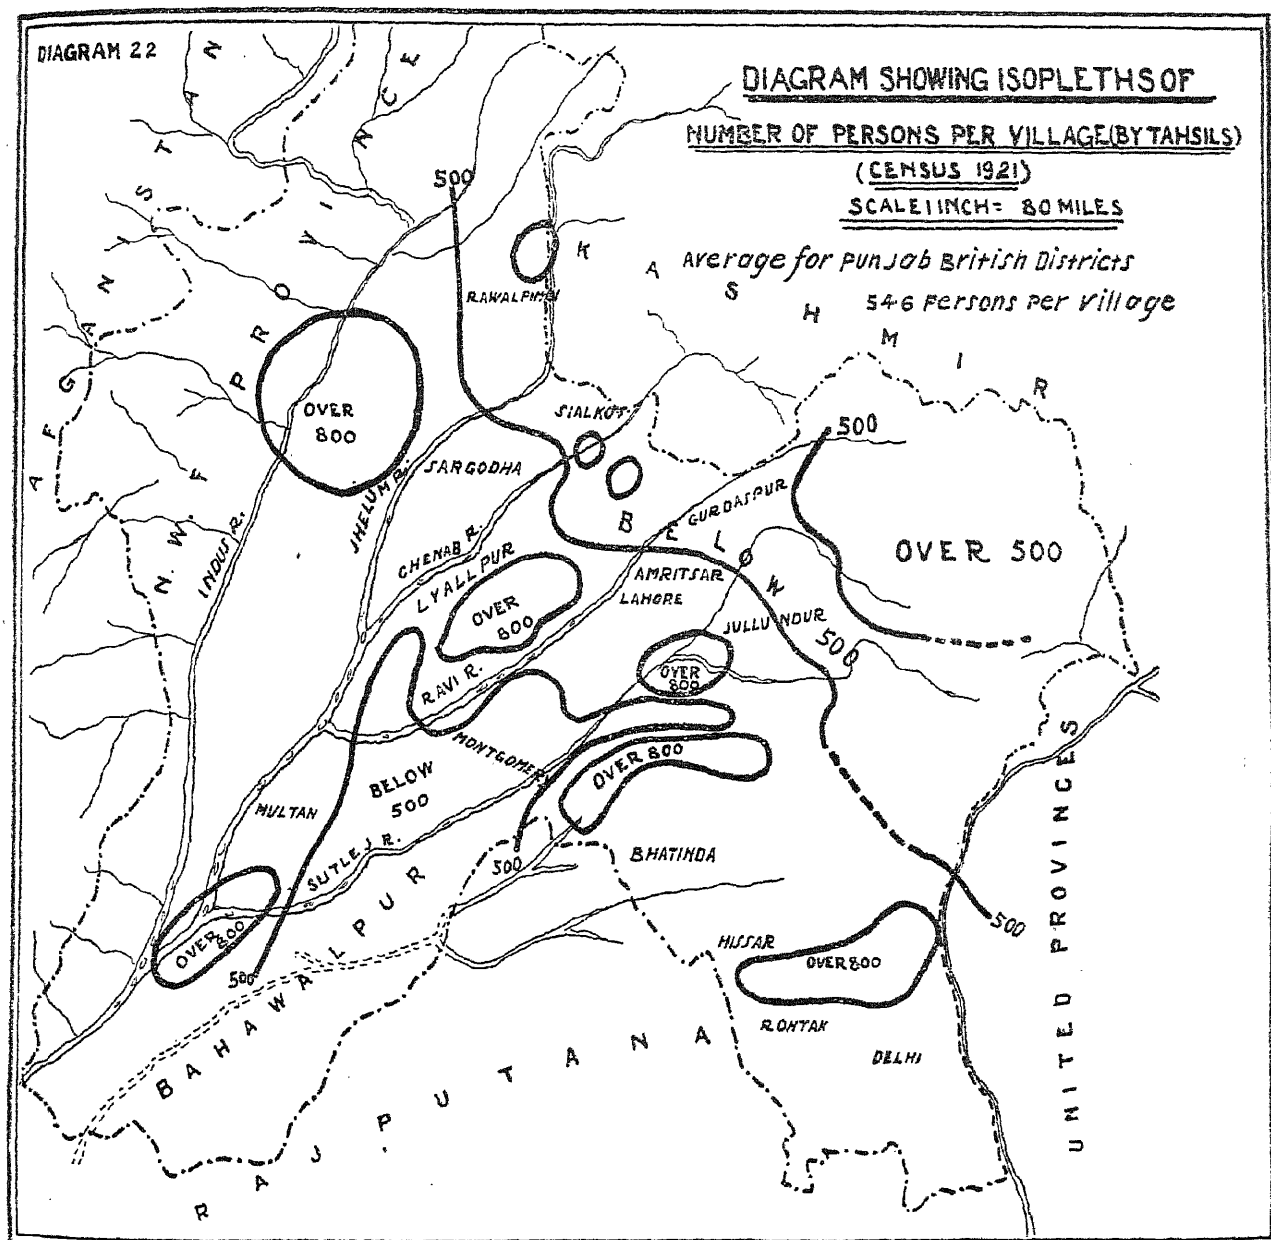 DIAGRAM 22
DIAGRAM SHOWING ISOPLETHS OF
NUMBER OF PERSONS PER VILLAGE (BY TAHSILS)
(CENSUS 1921)
SCALE 1 INCH = 80 MILES
Average for Punjab British Districts
546 Persons Per Village
AFGANYSTAN
N.W.F PROVINCE
KASHMIR
500
RAWALPINDI
OVER
800
SIALKOT
500
SARGODHA
JHELUM R.
INDUS R.
CHENAB R.
GURDASPUR
BELOW
500
OVER 500
LYALLPUR
OVER
800
AMRITSAR
LAHORE
JULLUNDUR
RAVI R.
OVER
800
MONTGOMERY
OVER 800
BELOW
500
MULTAN
SUTLEJ R.
500
BHATINDA
UNITED PROVINCES
OVER
800
500
500
HISSAR
OVER 800
ROHTAK
DELHI
BAHAWALPUR
RAJPUTANA